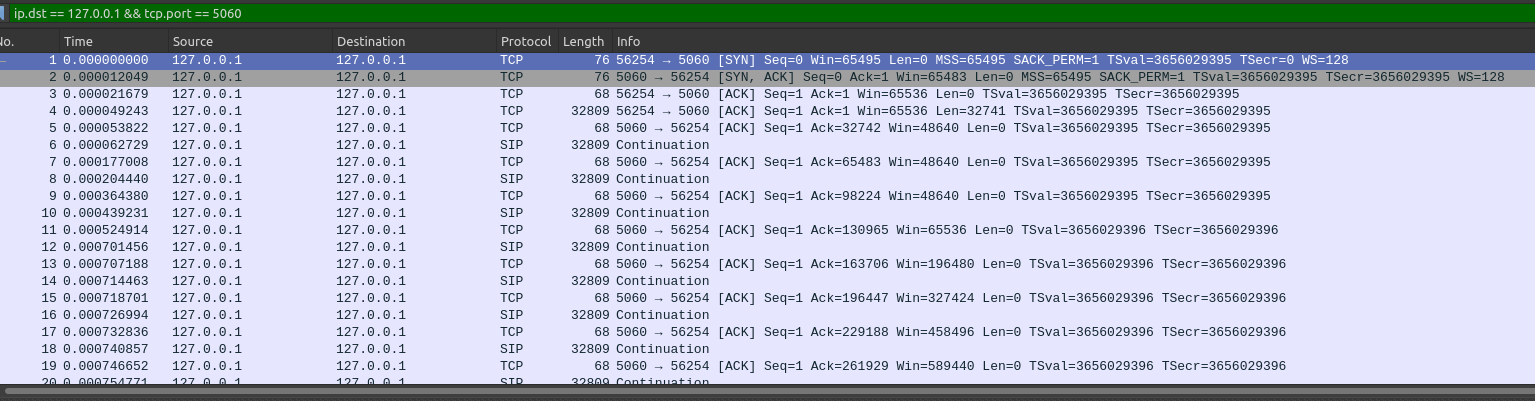 ip.dst == 127.0.0.1 && tcp.port == 5060
No. Time Source Destination Protocol Length Info
1 0.000000000 127.0.0.1 127.0.0.1 TCP 76 56254 → 5060 [SYN] Seq=0 Win=65495 Len=0 MSS=65495 SACK_PERM=1 TSval=3656029395 TSecr=0 WS=128
2 0.000012049 127.0.0.1 127.0.0.1 TCP 76 5060 → 56254 [SYN, ACK] Seq=0 Ack=1 Win=65483 Len=0 MSS=65495 SACK_PERM=1 TSval=3656029395 TSecr=3656029395 WS=128
3 0.000021679 127.0.0.1 127.0.0.1 TCP 68 56254 → 5060 [ACK] Seq=1 Ack=1 Win=65536 Len=0 TSval=3656029395 TSecr=3656029395
4 0.000049243 127.0.0.1 127.0.0.1 TCP 32809 56254 → 5060 [ACK] Seq=1 Ack=1 Win=65536 Len=32741 TSval=3656029395 TSecr=3656029395
5 0.000053822 127.0.0.1 127.0.0.1 TCP 68 5060 → 56254 [ACK] Seq=1 Ack=32742 Win=48640 Len=0 TSval=3656029395 TSecr=3656029395
6 0.000062729 127.0.0.1 127.0.0.1 SIP 32809 Continuation
7 0.000177008 127.0.0.1 127.0.0.1 TCP 68 5060 → 56254 [ACK] Seq=1 Ack=65483 Win=48640 Len=0 TSval=3656029395 TSecr=3656029395
8 0.000204440 127.0.0.1 127.0.0.1 SIP 32809 Continuation
9 0.000364380 127.0.0.1 127.0.0.1 TCP 68 5060 → 56254 [ACK] Seq=1 Ack=98224 Win=48640 Len=0 TSval=3656029395 TSecr=3656029395
10 0.000439231 127.0.0.1 127.0.0.1 SIP 32809 Continuation
11 0.000524914 127.0.0.1 127.0.0.1 TCP 68 5060 → 56254 [ACK] Seq=1 Ack=130965 Win=65536 Len=0 TSval=3656029396 TSecr=3656029396
12 0.000701456 127.0.0.1 127.0.0.1 SIP 32809 Continuation
13 0.000707188 127.0.0.1 127.0.0.1 TCP 68 5060 → 56254 [ACK] Seq=1 Ack=163706 Win=196480 Len=0 TSval=3656029396 TSecr=3656029396
14 0.000714463 127.0.0.1 127.0.0.1 SIP 32809 Continuation
15 0.000718701 127.0.0.1 127.0.0.1 TCP 68 5060 → 56254 [ACK] Seq=1 Ack=196447 Win=327424 Len=0 TSval=3656029396 TSecr=3656029396
16 0.000726994 127.0.0.1 127.0.0.1 SIP 32809 Continuation
17 0.000732836 127.0.0.1 127.0.0.1 TCP 68 5060 → 56254 [ACK] Seq=1 Ack=229188 Win=458496 Len=0 TSval=3656029396 TSecr=3656029396
18 0.000740857 127.0.0.1 127.0.0.1 SIP 32809 Continuation
19 0.000746652 127.0.0.1 127.0.0.1 TCP 68 5060 → 56254 [ACK] Seq=1 Ack=261929 Win=589440 Len=0 TSval=3656029396 TSecr=3656029396
20 0.000754771 127.0.0.1 127.0.0.1 SIP 32809 Continuation